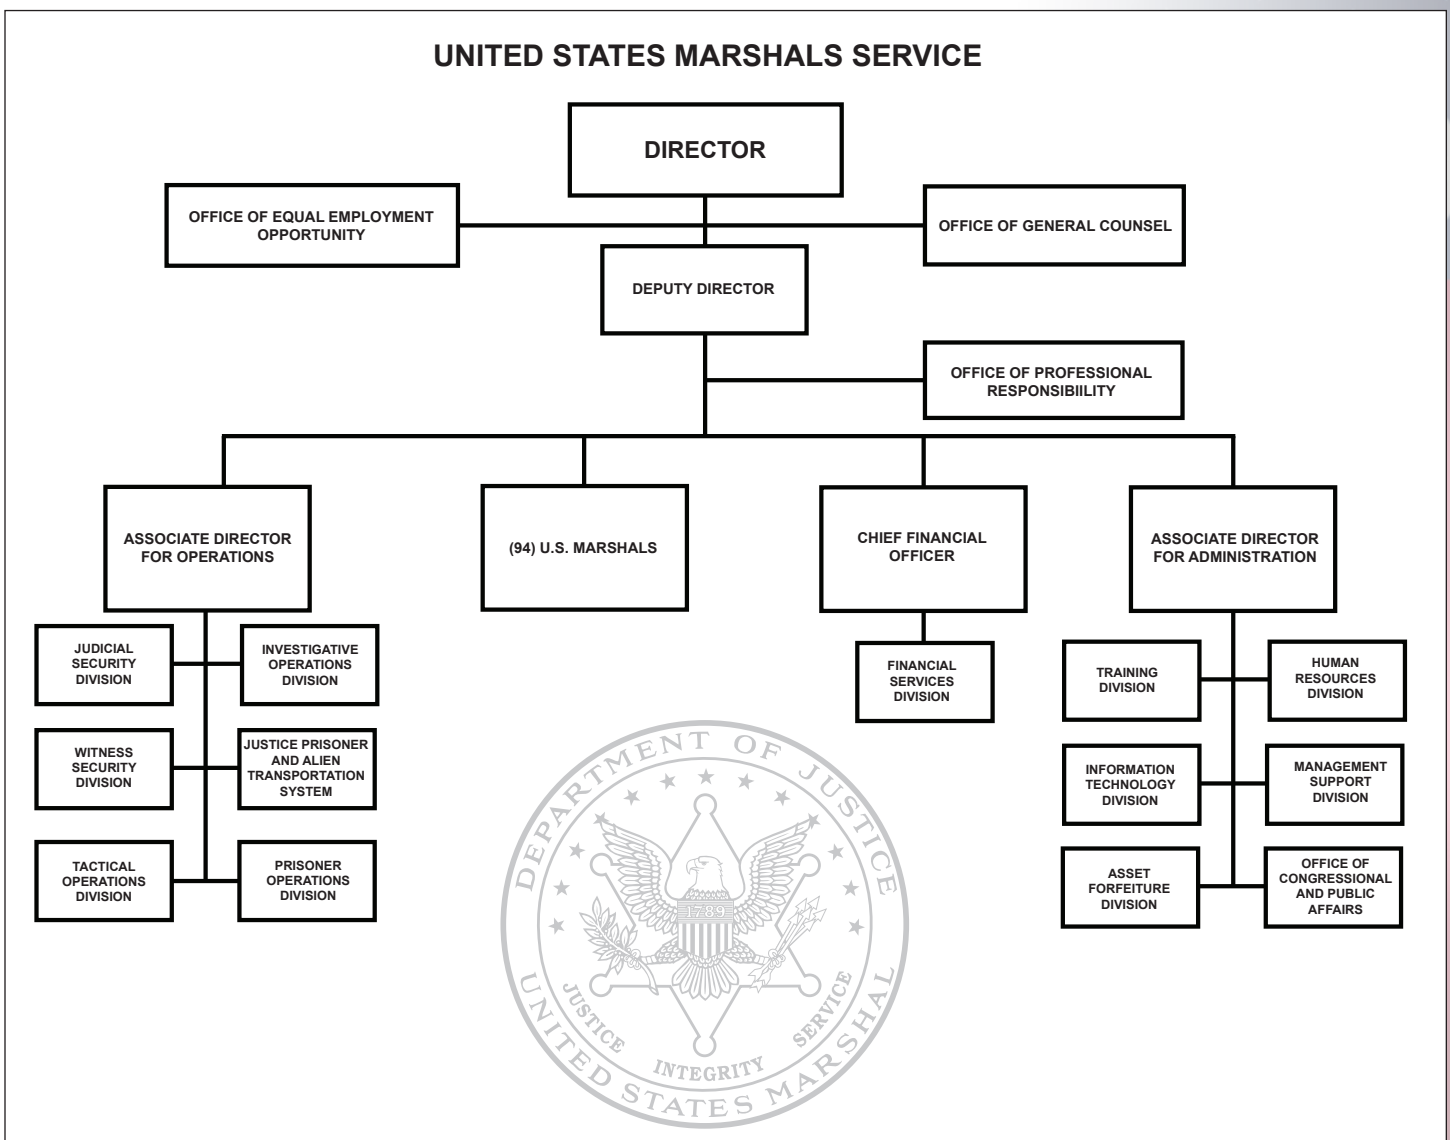 UNITED STATES MARSHALS SERVICE
DIRECTOR
OFFICE OF EQUAL EMPLOYMENT
OPPORTUNITY
OFFICE OF GENERAL COUNSEL
DEPUTY DIRECTOR
OFFICE OF PROFESSIONAL
RESPONSIBIILITY
ASSOCIATE DIRECTOR
FOR OPERATIONS
(94) U.S. MARSHALS
CHIEF FINANCIAL
OFFICER
ASSOCIATE DIRECTOR
FOR ADMINISTRATION
JUDICIAL
SECURITY
DIVISION
INVESTIGATIVE
OPERATIONS
DIVISION
WITNESS
SECURITY
DIVISION
JUSTICE PRISONER
AND ALIEN
TRANSPORTATION
SYSTEM
TACTICAL
OPERATIONS
DIVISION
PRISONER
OPERATIONS
DIVISION
FINANCIAL
SERVICES
DIVISION
TRAINING
DIVISION
HUMAN
RESOURCES
DIVISION
INFORMATION
TECHNOLOGY
DIVISION
MANAGEMENT
SUPPORT
DIVISION
ASSET
FORFEITURE
DIVISION
OFFICE OF
CONGRESSIONAL
AND PUBLIC
AFFAIRS
DEPARTMENT OF JUSTICE
1789
JUSTICE INTEGRITY SERVICE
UNITED STATES MARSHAL